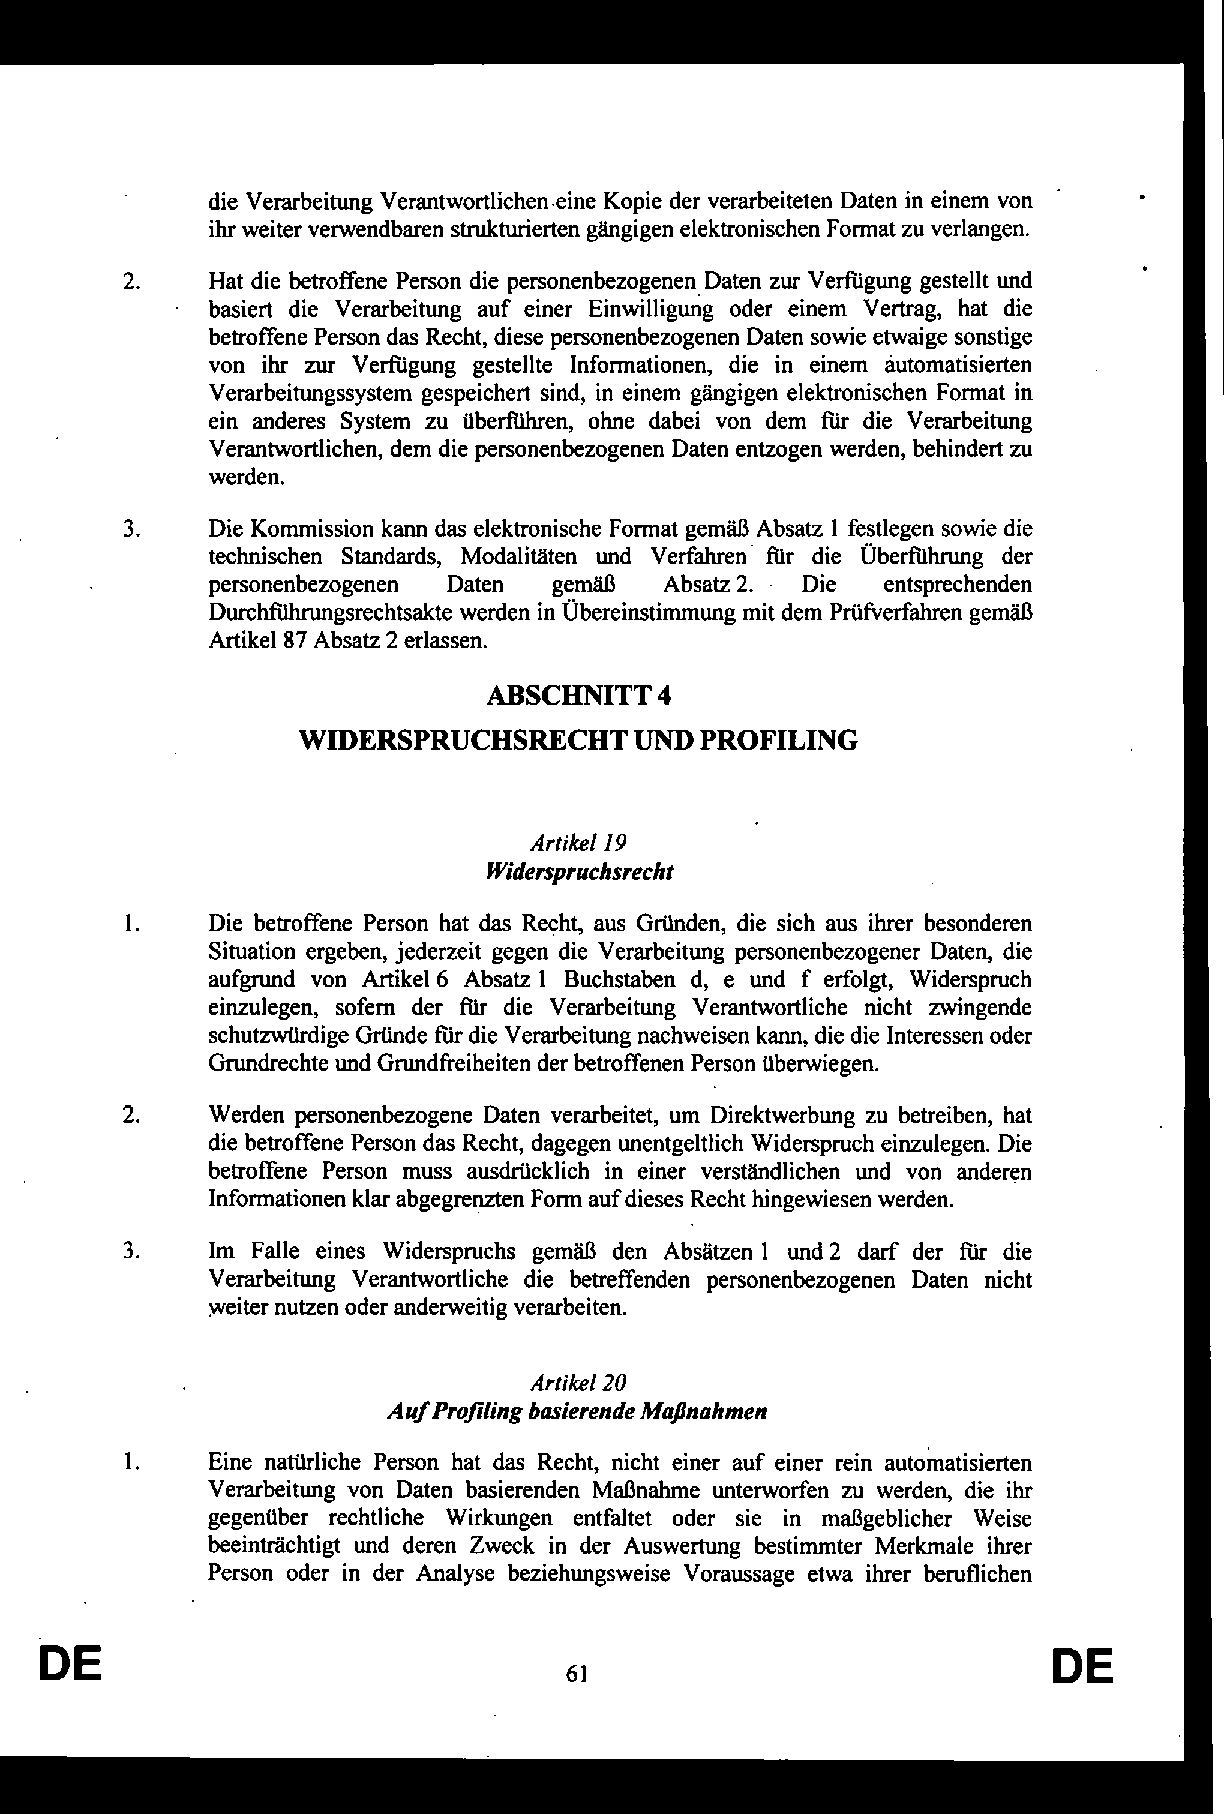 die Verarbeitung Verantwortlichen eine Kopie der verarbeiteten Daten in einem von
ihr weiter verwendbaren strukturierten gängigen elektronischen Format zu verlangen.
2. Hat die betroffene Person die personenbezogenen Daten zur Verfügung gestellt und
basiert die Verarbeitung auf einer Einwilligung oder einem Vertrag, hat die
betroffene Person das Recht, diese personenbezogenen Daten sowie etwaige sonstige
von ihr zur Verfügung gestellte Informationen, die in einem automatisierten
Verarbeitungssystem gespeichert sind, in einem gängigen elektronischen Format in
ein anderes System zu überführen, ohne dabei von dem für die Verarbeitung
Verantwortlichen, dem die personenbezogenen Daten entzogen werden, behindert zu
werden.
3. Die Kommission kann das elektronische Format gemäß Absatz 1 festlegen sowie die
technischen Standards, Modalitäten und Verfahren für die Überführung der
personenbezogenen Daten gemäß Absatz 2. Die entsprechenden
Durchführungsrechtsakte werden in Übereinstimmung mit dem Prüfverfahren gemäß
Artikel 87 Absatz 2 erlassen.
ABSCHNITT 4
WIDERSPRUCHSRECHT UND PROFILING
Artikel 19
Widerspruchsrecht
1. Die betroffene Person hat das Recht, aus Gründen, die sich aus ihrer besonderen
Situation ergeben, jederzeit gegen die Verarbeitung personenbezogener Daten, die
aufgrund von Artikel 6 Absatz 1 Buchstaben d, e und f erfolgt, Widerspruch
einzulegen, sofern der für die Verarbeitung Verantwortliche nicht zwingende
schutzwürdige Gründe für die Verarbeitung nachweisen kann, die die Interessen oder
Grundrechte und Grundfreiheiten der betroffenen Person überwiegen.
2. Werden personenbezogene Daten verarbeitet, um Direktwerbung zu betreiben, hat
die betroffene Person das Recht, dagegen unentgeltlich Widerspruch einzulegen. Die
betroffene Person muss ausdrücklich in einer verständlichen und von anderen
Informationen klar abgegrenzten Form auf dieses Recht hingewiesen werden.
3. Im Falle eines Widerspruchs gemäß den Absätzen 1 und 2 darf der für die
Verarbeitung Verantwortliche die betreffenden personenbezogenen Daten nicht
weiter nutzen oder anderweitig verarbeiten.
Artikel 20
Auf Profiling basierende Maßnahmen
1. Eine natürliche Person hat das Recht, nicht einer auf einer rein automatisierten
Verarbeitung von Daten basierenden Maßnahme unterworfen zu werden, die ihr
gegenüber rechtliche Wirkungen entfaltet oder sie in maßgeblicher Weise
beeinträchtigt und deren Zweck in der Auswertung bestimmter Merkmale ihrer
Person oder in der Analyse beziehungsweise Voraussage etwa ihrer beruflichen
DE 61 DE